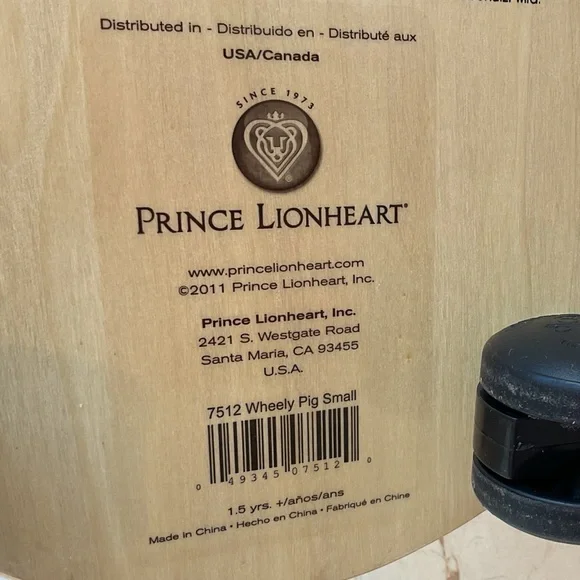 Distributed in - Distribuido en - Distribué aux
USA/Canada
SINCE 1973
PRINCE LIONHEART®
www.princelionheart.com
©2011 Prince Lionheart, Inc.
Prince Lionheart, Inc.
2421 S. Westgate Road
Santa Maria, CA 93455
U.S.A.
7512 Wheely Pig Small
0 49345 07512 0
1.5 yrs. +/años/ans
Made in China • Hecho en China • Fabriqué en Chine